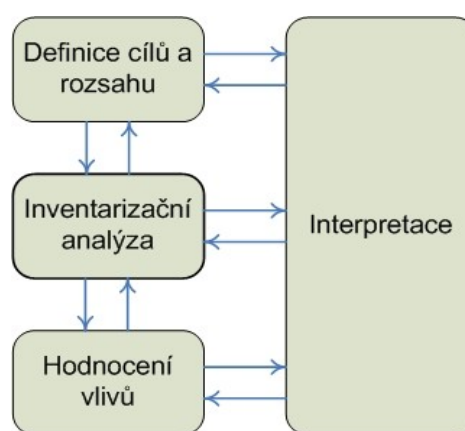 Definice cílů a
rozsahu
Inventarizační
analýza
Hodnocení
vlivů
Interpretace